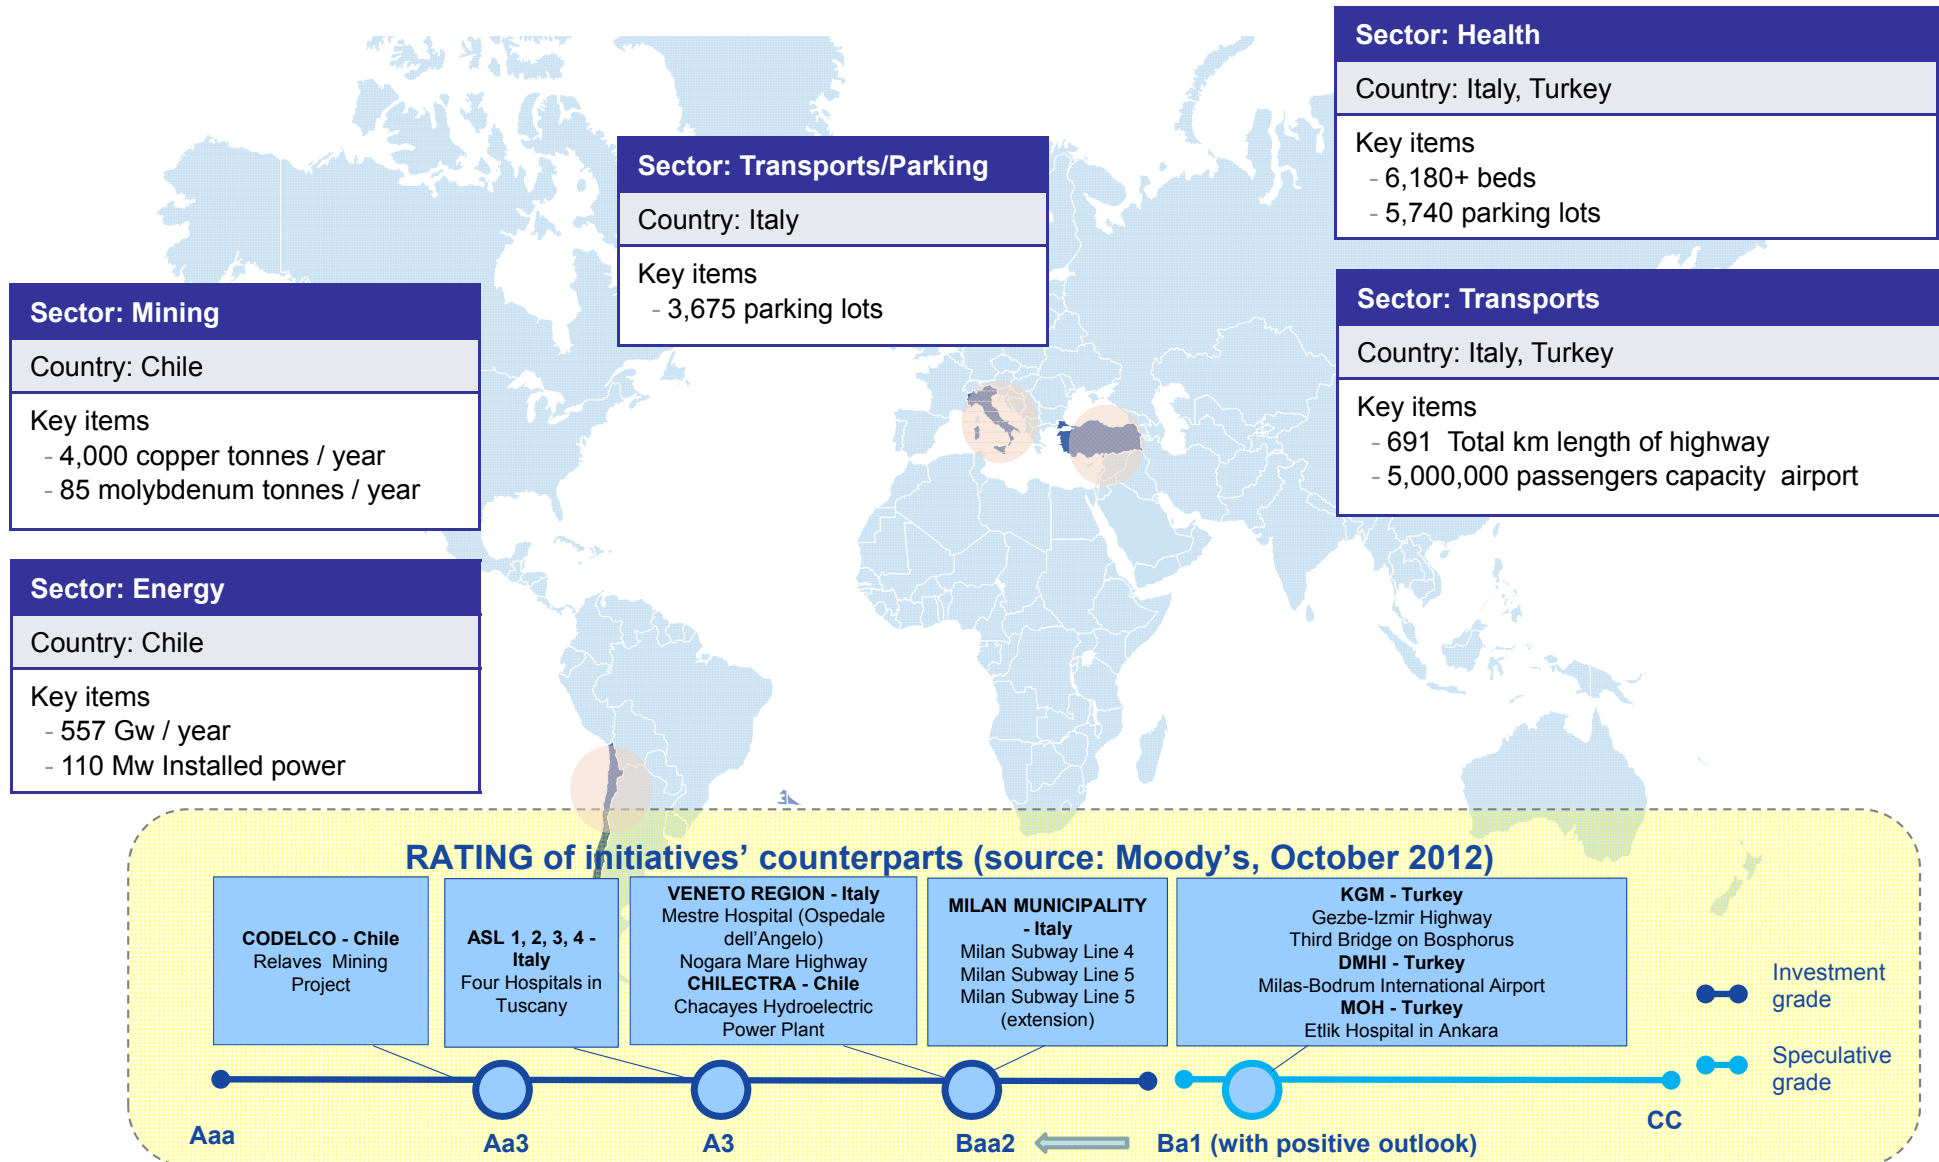 Sector: Health
Country: Italy, Turkey
Key items
- 6,180+ beds
- 5,740 parking lots
Sector: Transports/Parking
Country: Italy
Key items
- 3,675 parking lots
Sector: Mining
Country: Chile
Key items
- 4,000 copper tonnes / year
- 85 molybdenum tonnes / year
Sector: Transports
Country: Italy, Turkey
Key items
- 691 Total km length of highway
- 5,000,000 passengers capacity airport
Sector: Energy
Country: Chile
Key items
- 557 Gw / year
- 110 Mw Installed power
RATING of initiatives’ counterparts (source: Moody’s, October 2012)
CODELCO - Chile
Relaves Mining
Project
ASL 1, 2, 3, 4 -
Italy
Four Hospitals in
Tuscany
VENETO REGION - Italy
Mestre Hospital (Ospedale
dell’Angelo)
Nogara Mare Highway
CHILECTRA - Chile
Chacayes Hydroelectric
Power Plant
MILAN MUNICIPALITY
- Italy
Milan Subway Line 4
Milan Subway Line 5
Milan Subway Line 5
(extension)
KGM - Turkey
Gezbe-Izmir Highway
Third Bridge on Bosphorus
DMHI - Turkey
Milas-Bodrum International Airport
MOH - Turkey
Etlik Hospital in Ankara
Investment
grade
Speculative
grade
Aaa
Aa3
A3
Baa2
Ba1 (with positive outlook)
CC